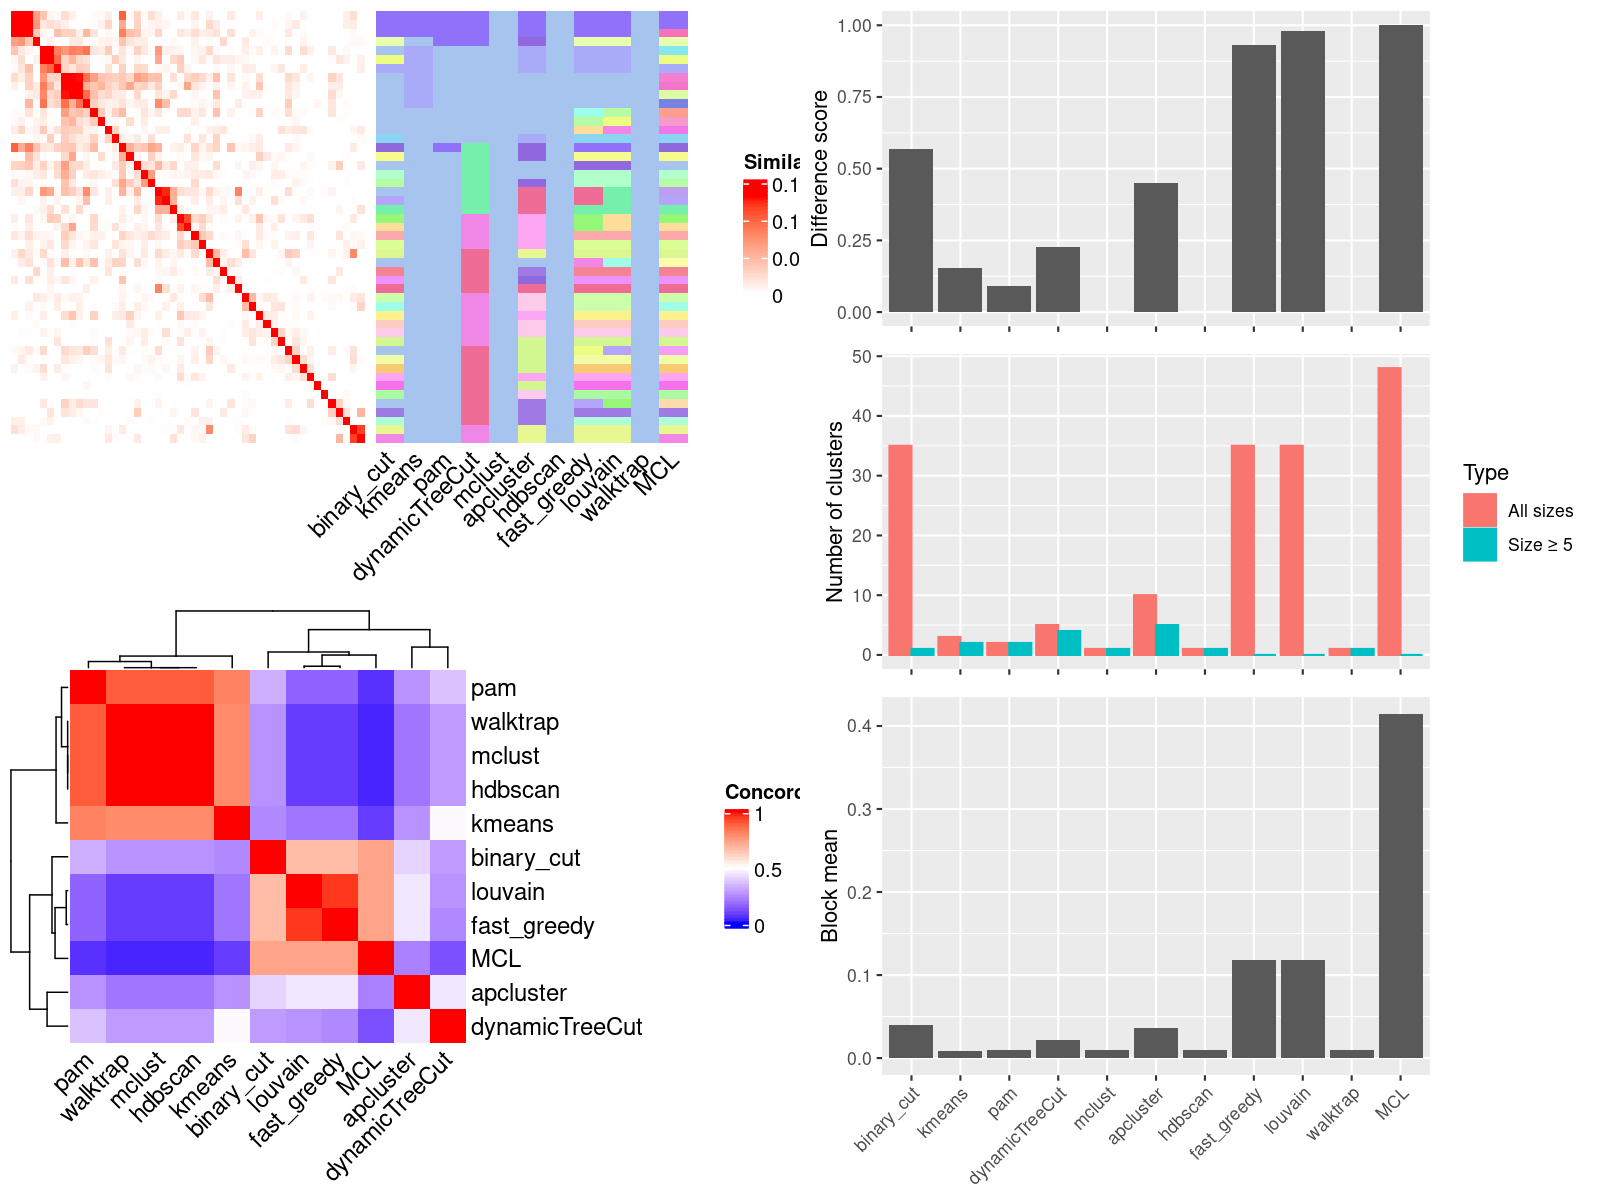 Simila
0.1
0.1
0.0
0
binary_cut
kmeans
pam
dynamicTreeCut
mclust
apcluster
hdbscan
fast_greedy
louvain
walktrap
MCL
Difference score
1.00
0.75
0.50
0.25
0.00
Number of clusters
50
40
30
20
10
0
Type
All sizes
Size ≥ 5
pam
walktrap
mclust
hdbscan
kmeans
binary_cut
louvain
fast_greedy
MCL
apcluster
dynamicTreeCut
pam
walktrap
mclust
hdbscan
kmeans
binary_cut
louvain
fast_greedy
MCL
apcluster
dynamicTreeCut
Concord
1
0.5
0
Block mean
0.4
0.3
0.2
0.1
0.0
binary_cut
kmeans
pam
dynamicTreeCut
mclust
apcluster
hdbscan
fast_greedy
louvain
walktrap
MCL